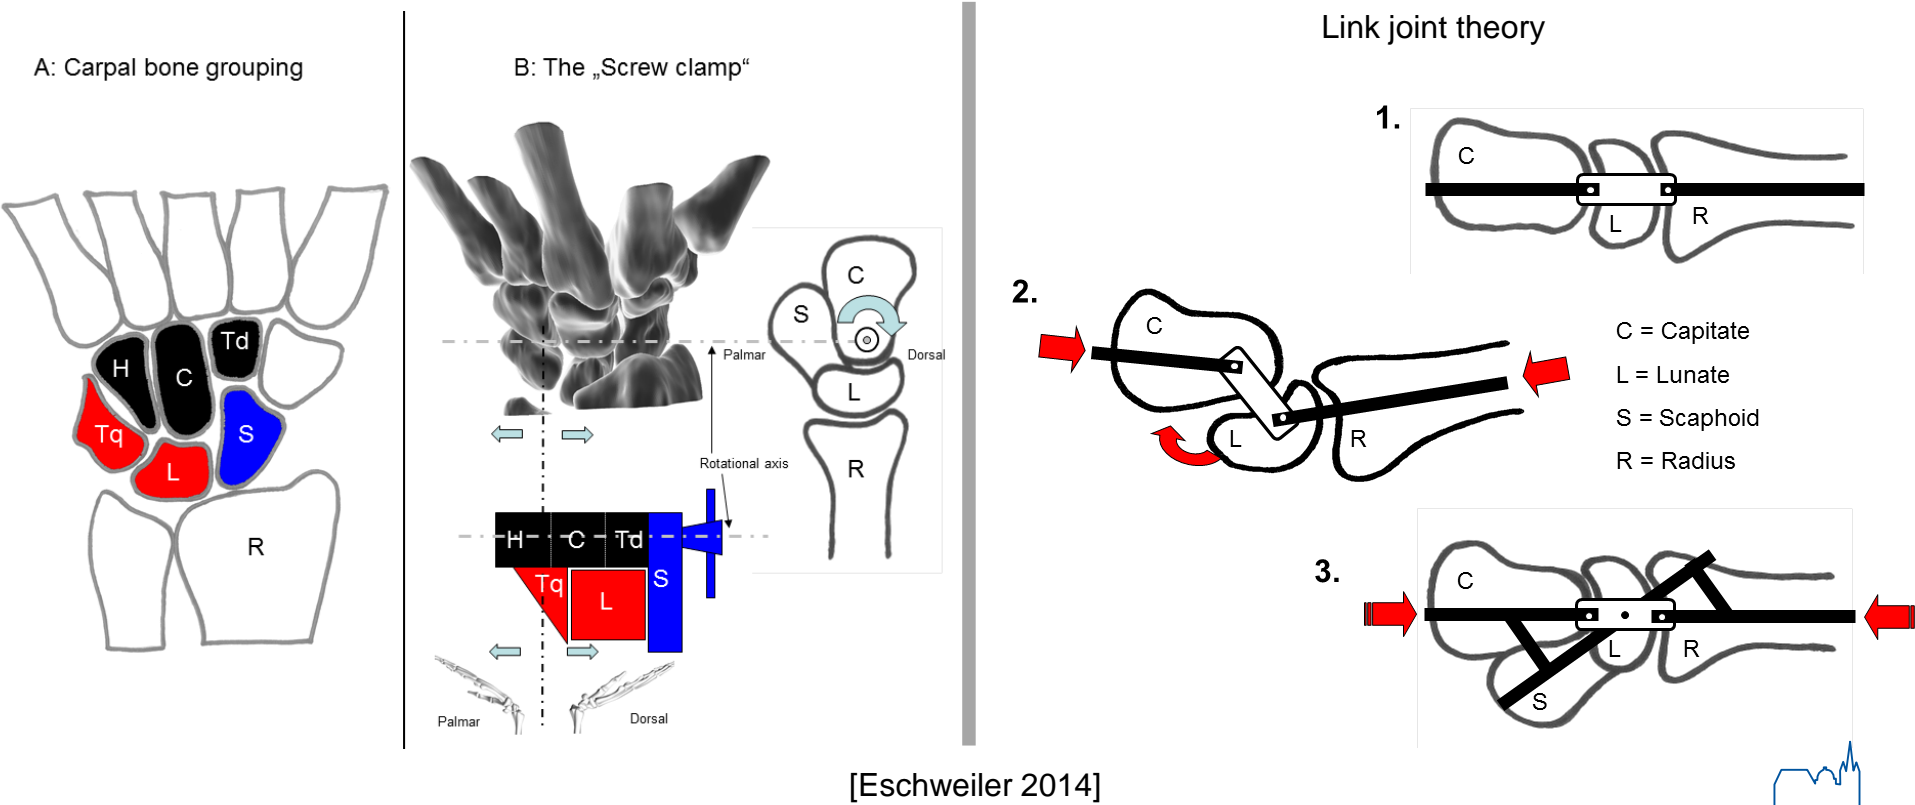 A: Carpal bone grouping
H
C
Td
Tq
L
S
R
B: The „Screw clamp“
C
S
Palmar
Dorsal
L
R
Rotational axis
H
C
Td
Tq
L
S
Palmar
Dorsal
Link joint theory
1.
C
L
R
2.
C
L
R
C = Capitate
L = Lunate
S = Scaphoid
R = Radius
3.
C
L
R
S
[Eschweiler 2014]